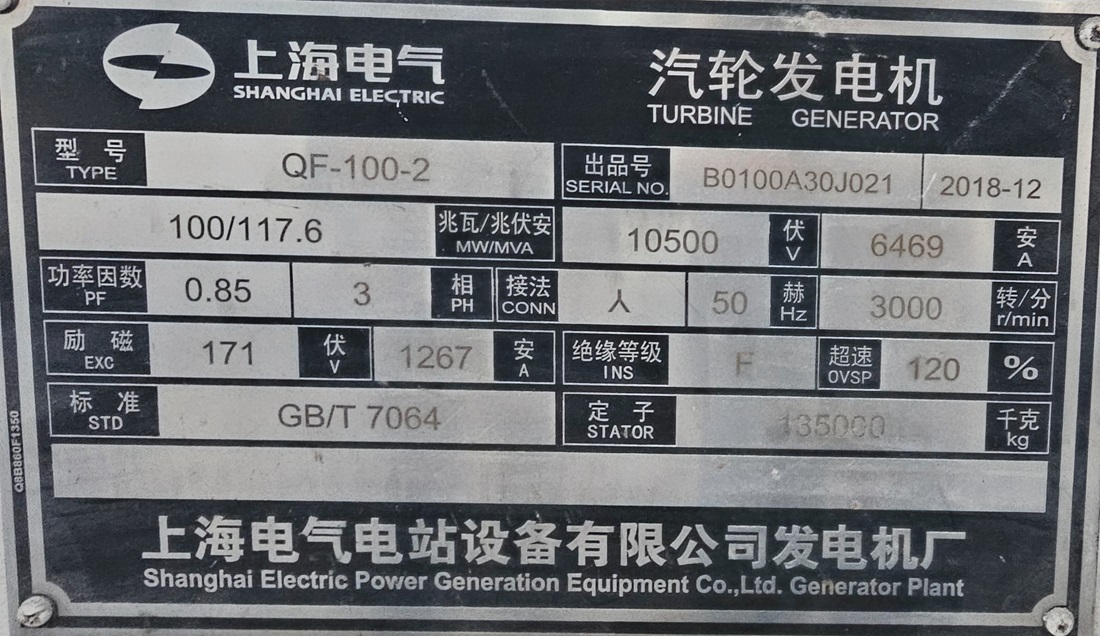 上海电气
SHANGHAI ELECTRIC
汽轮发电机
TURBINE GENERATOR
型号 TYPE QF-100-2 出品号 SERIAL NO. B0100A30J021 2018-12
100/117.6 兆瓦/兆伏安 MW/MVA 10500 伏 V 6469 安 A
功率因数 PF 0.85 3 相 PH 接法 CONN 人 50 赫 Hz 3000 转/分 r/min
励磁 EXC 171 伏 V 1267 安 A 绝缘等级 INS F 超速 OVSP 120 %
标准 STD GB/T 7064 定子 STATOR 135000 千克 kg
上海电气电站设备有限公司发电机厂
Shanghai Electric Power Generation Equipment Co.,Ltd. Generator Plant
Q8B860F1350